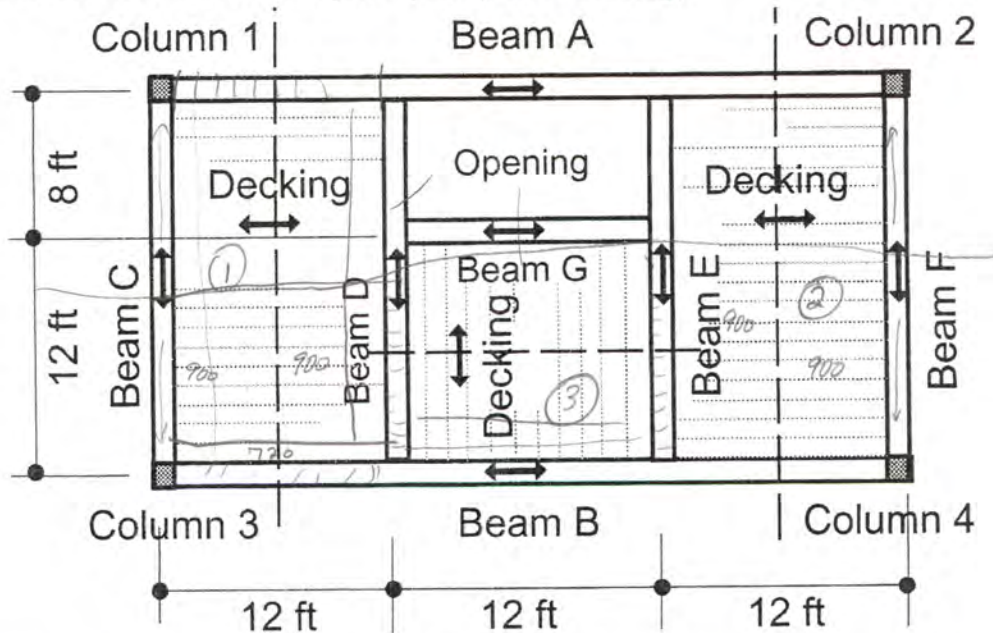 Column 1
Beam A
Column 2
8 ft
Decking
Opening
Decking
12 ft
Beam C
1
Beam D
Beam G
Decking
3
Beam E
2
Beam F
900
900
900
900
720
Column 3
Beam B
Column 4
12 ft
12 ft
12 ft